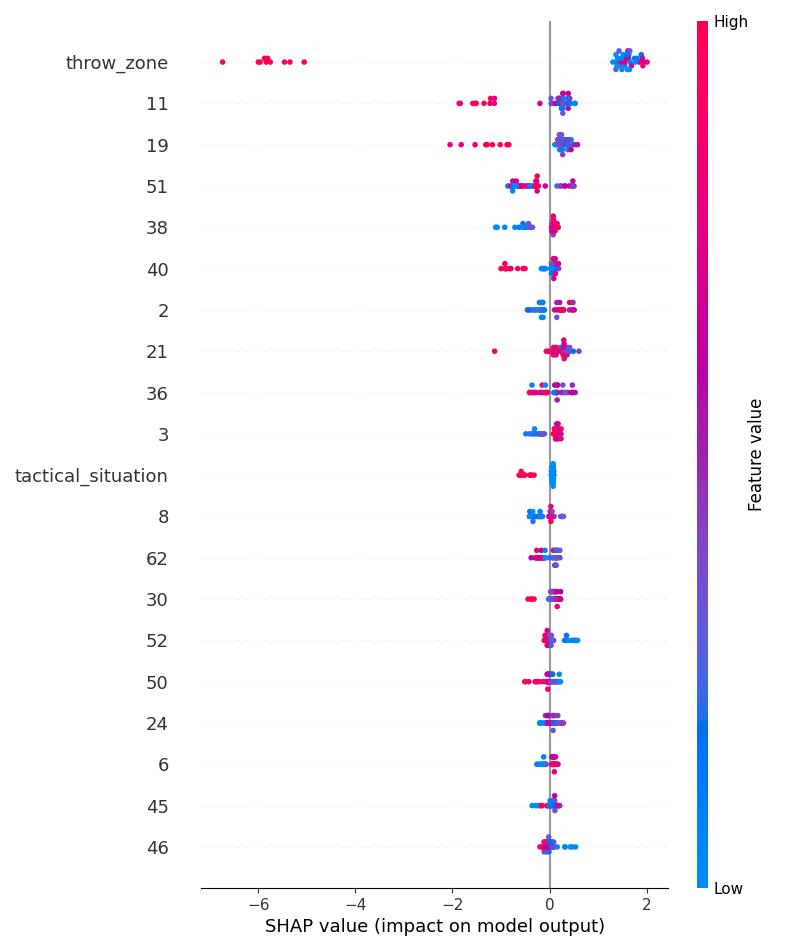 High
throw_zone
11
19
51
38
40
2
21
36
3
tactical_situation
8
62
30
52
50
24
6
45
46
Feature value
Low
−6 −4 −2 0 2
SHAP value (impact on model output)